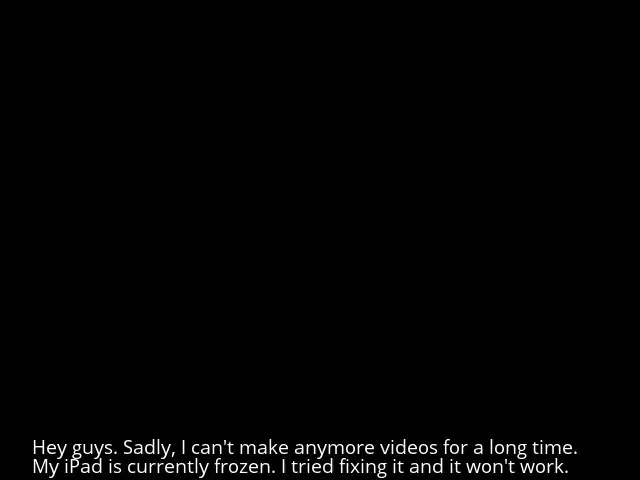 Hey guys. Sadly, I can't make anymore videos for a long time.
My iPad is currently frozen. I tried fixing it and it won't work.